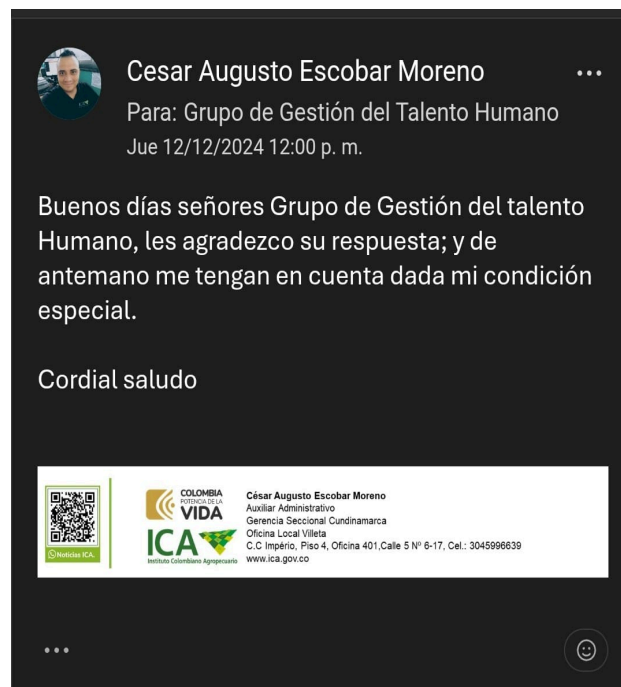 Cesar Augusto Escobar Moreno
Para: Grupo de Gestión del Talento Humano
Jue 12/12/2024 12:00 p. m.
Buenos días señores Grupo de Gestión del talento
Humano, les agradezco su respuesta; y de
antemano me tengan en cuenta dada mi condición
especial.
Cordial saludo
Noticias ICA.
COLOMBIA
POTENCIA DE LA
VIDA
ICA
Instituto Colombiano Agropecuario
César Augusto Escobar Moreno
Auxiliar Administrativo
Gerencia Seccional Cundinamarca
Oficina Local Villeta
C.C Império, Piso 4, Oficina 401,Calle 5 Nº 6-17, Cel.: 3045996639
www.ica.gov.co